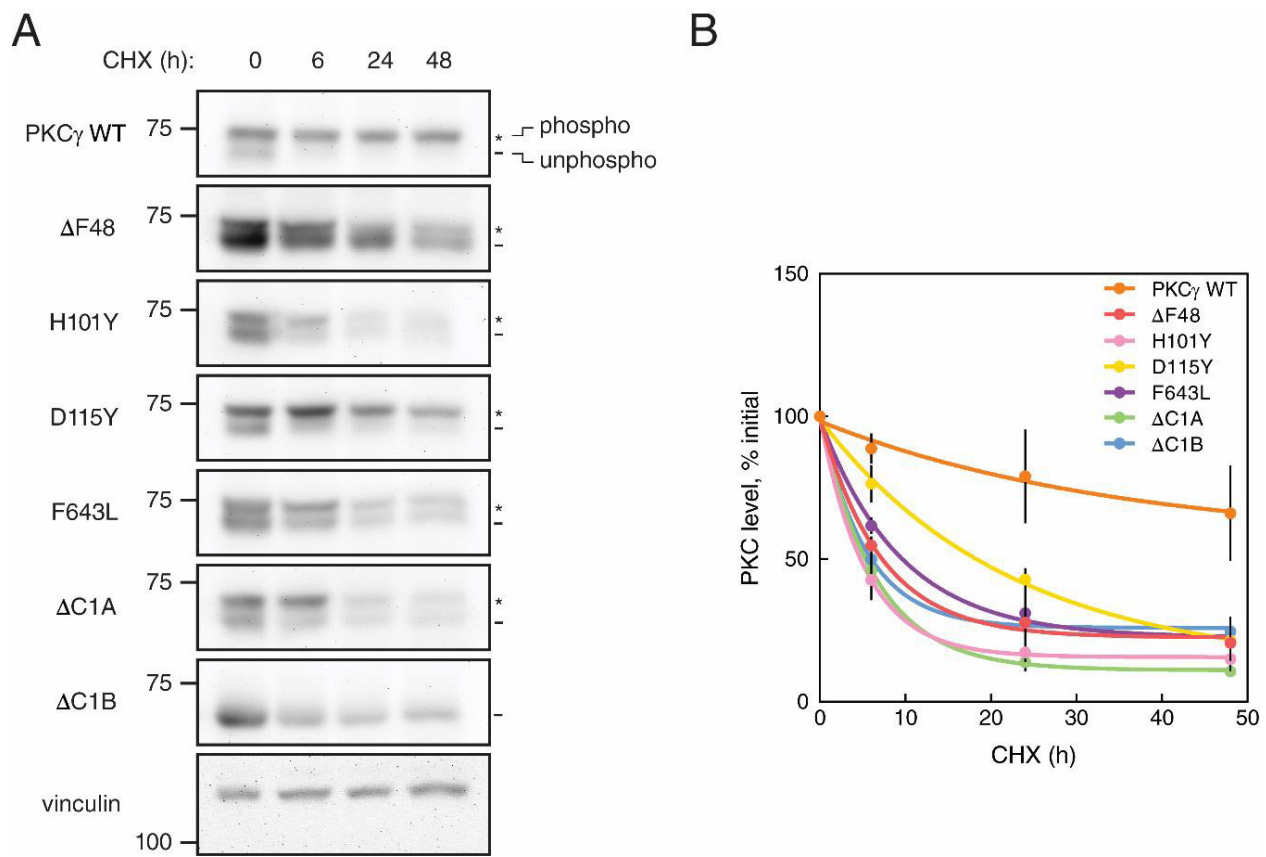 A
CHX (h): 0 6 24 48
PKCγ WT 75 * phospho
– unphospho
ΔF48 75 *
–
H101Y 75 *
–
D115Y 75 *
–
F643L 75 *
–
ΔC1A 75 *
–
ΔC1B 75 –
vinculin
100
B
150
100
50
0
PKC level, % initial
PKCγ WT
ΔF48
H101Y
D115Y
F643L
ΔC1A
ΔC1B
0 10 20 30 40 50
CHX (h)